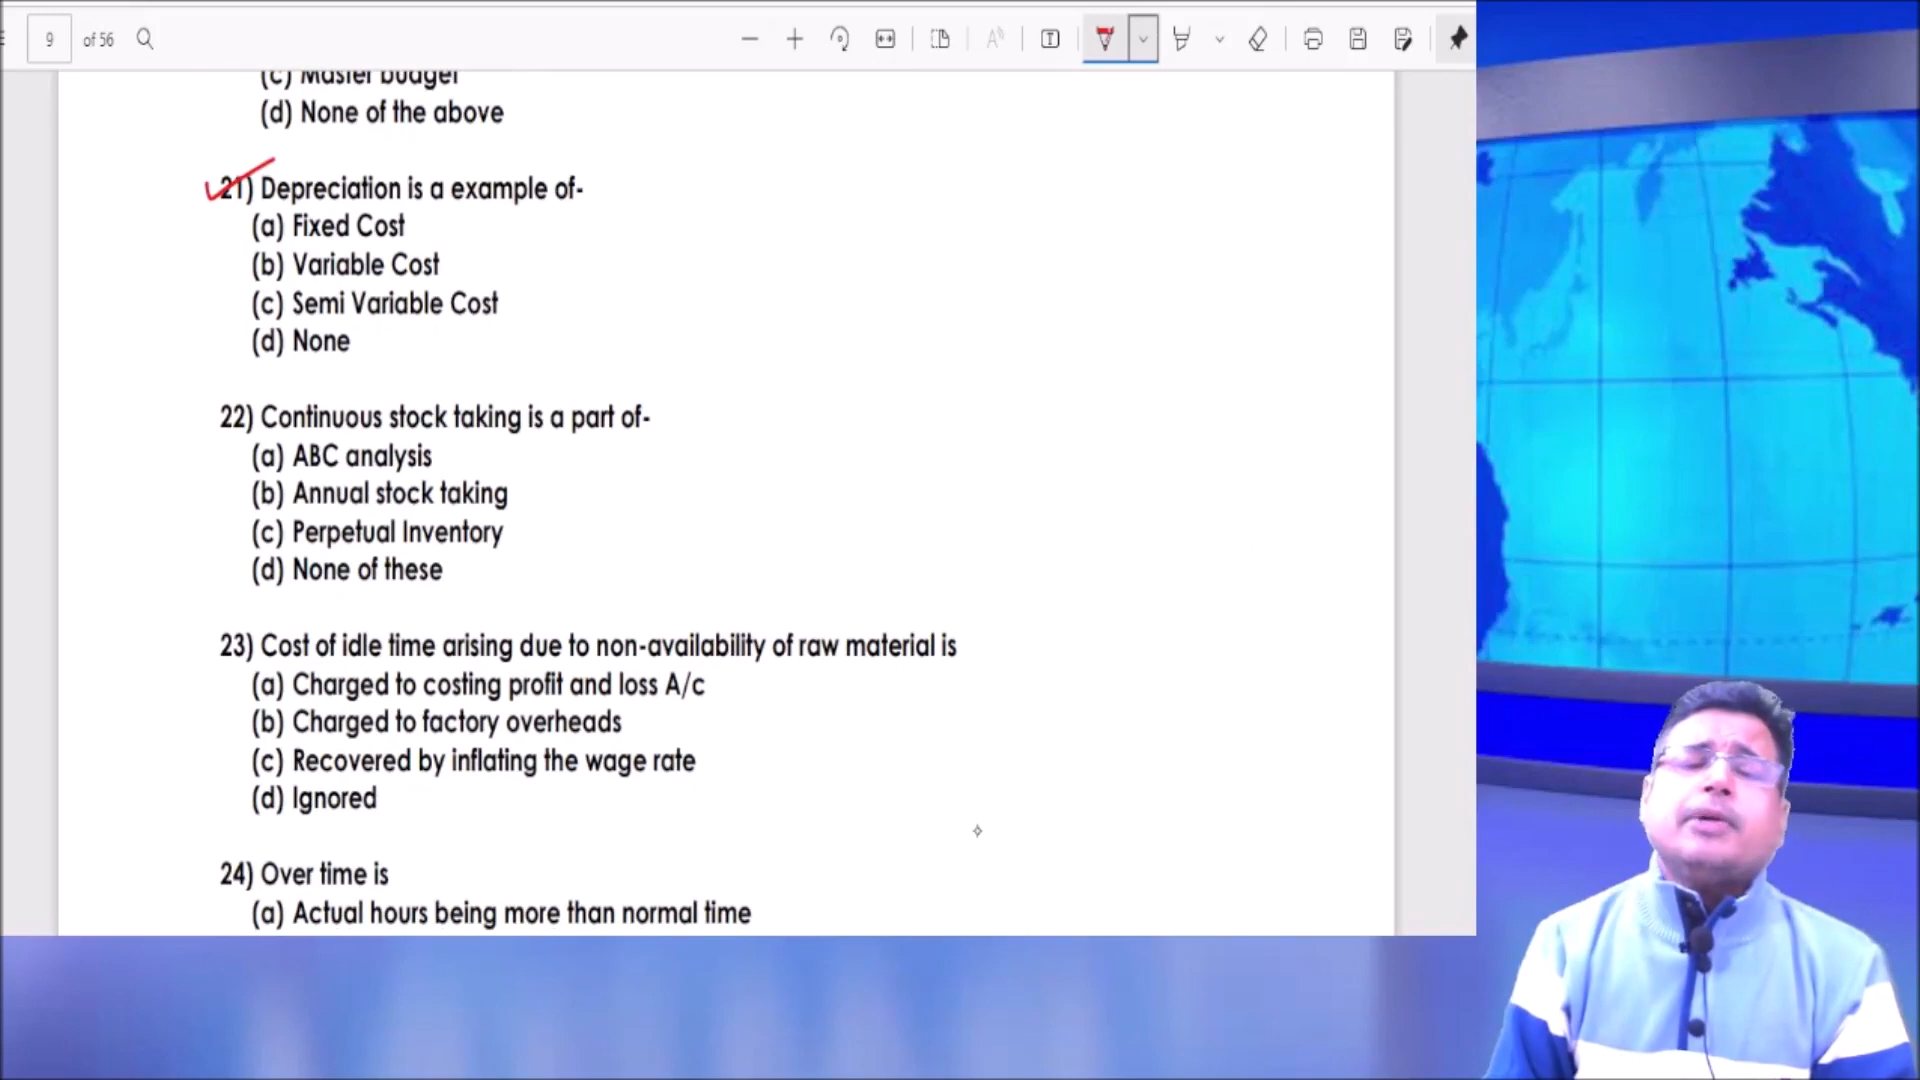 9 of 56
(c) Master budget
(d) None of the above
21) Depreciation is a example of-
(a) Fixed Cost
(b) Variable Cost
(c) Semi Variable Cost
(d) None
22) Continuous stock taking is a part of-
(a) ABC analysis
(b) Annual stock taking
(c) Perpetual Inventory
(d) None of these
23) Cost of idle time arising due to non-availability of raw material is
(a) Charged to costing profit and loss A/c
(b) Charged to factory overheads
(c) Recovered by inflating the wage rate
(d) Ignored
24) Over time is
(a) Actual hours being more than normal time